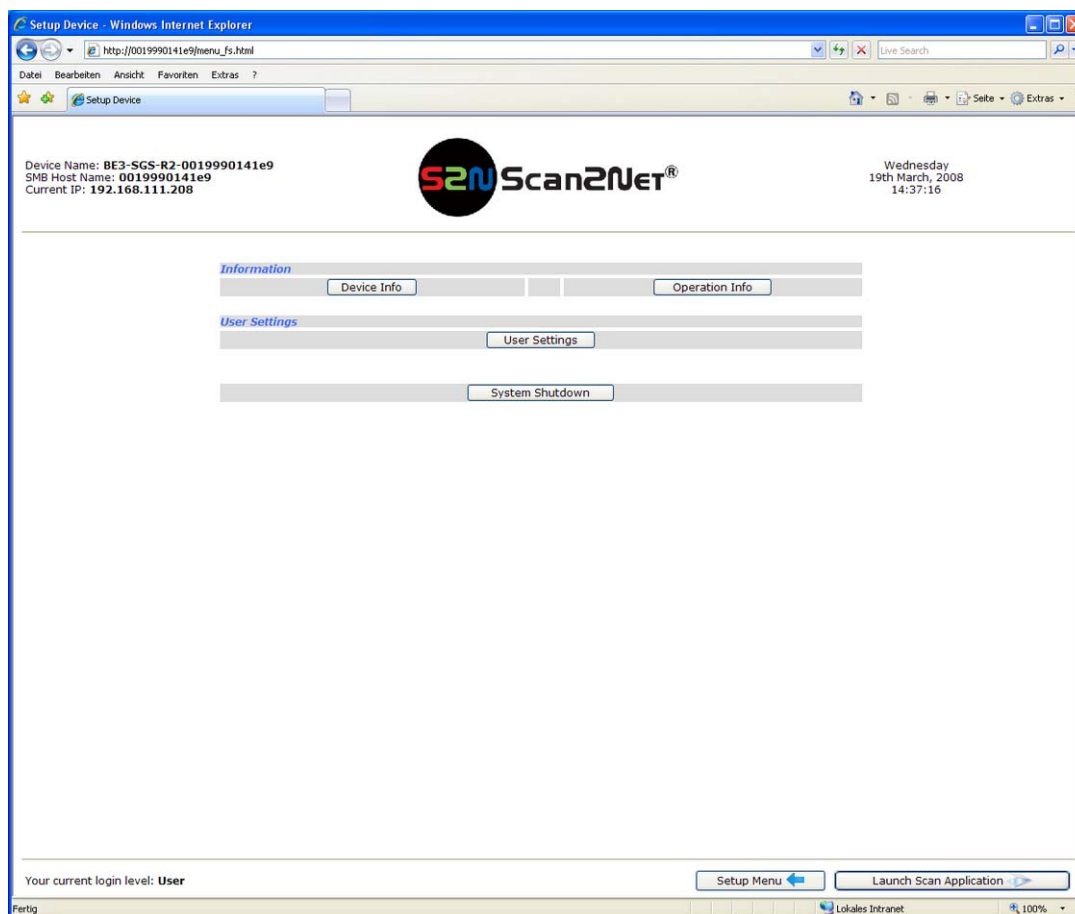 Setup Device - Windows Internet Explorer
http://0019990141e9/menu_fs.html
Live Search
Datei Bearbeiten Ansicht Favoriten Extras ?
Setup Device
Seite
Extras
Device Name: BE3-SGS-R2-0019990141e9
SMB Host Name: 0019990141e9
Current IP: 192.168.111.208
S2N Scan2Net®
Wednesday
19th March, 2008
14:37:16
Information
Device Info
Operation Info
User Settings
User Settings
System Shutdown
Your current login level: User
Setup Menu
Launch Scan Application
Fertig
Lokales Intranet
100%